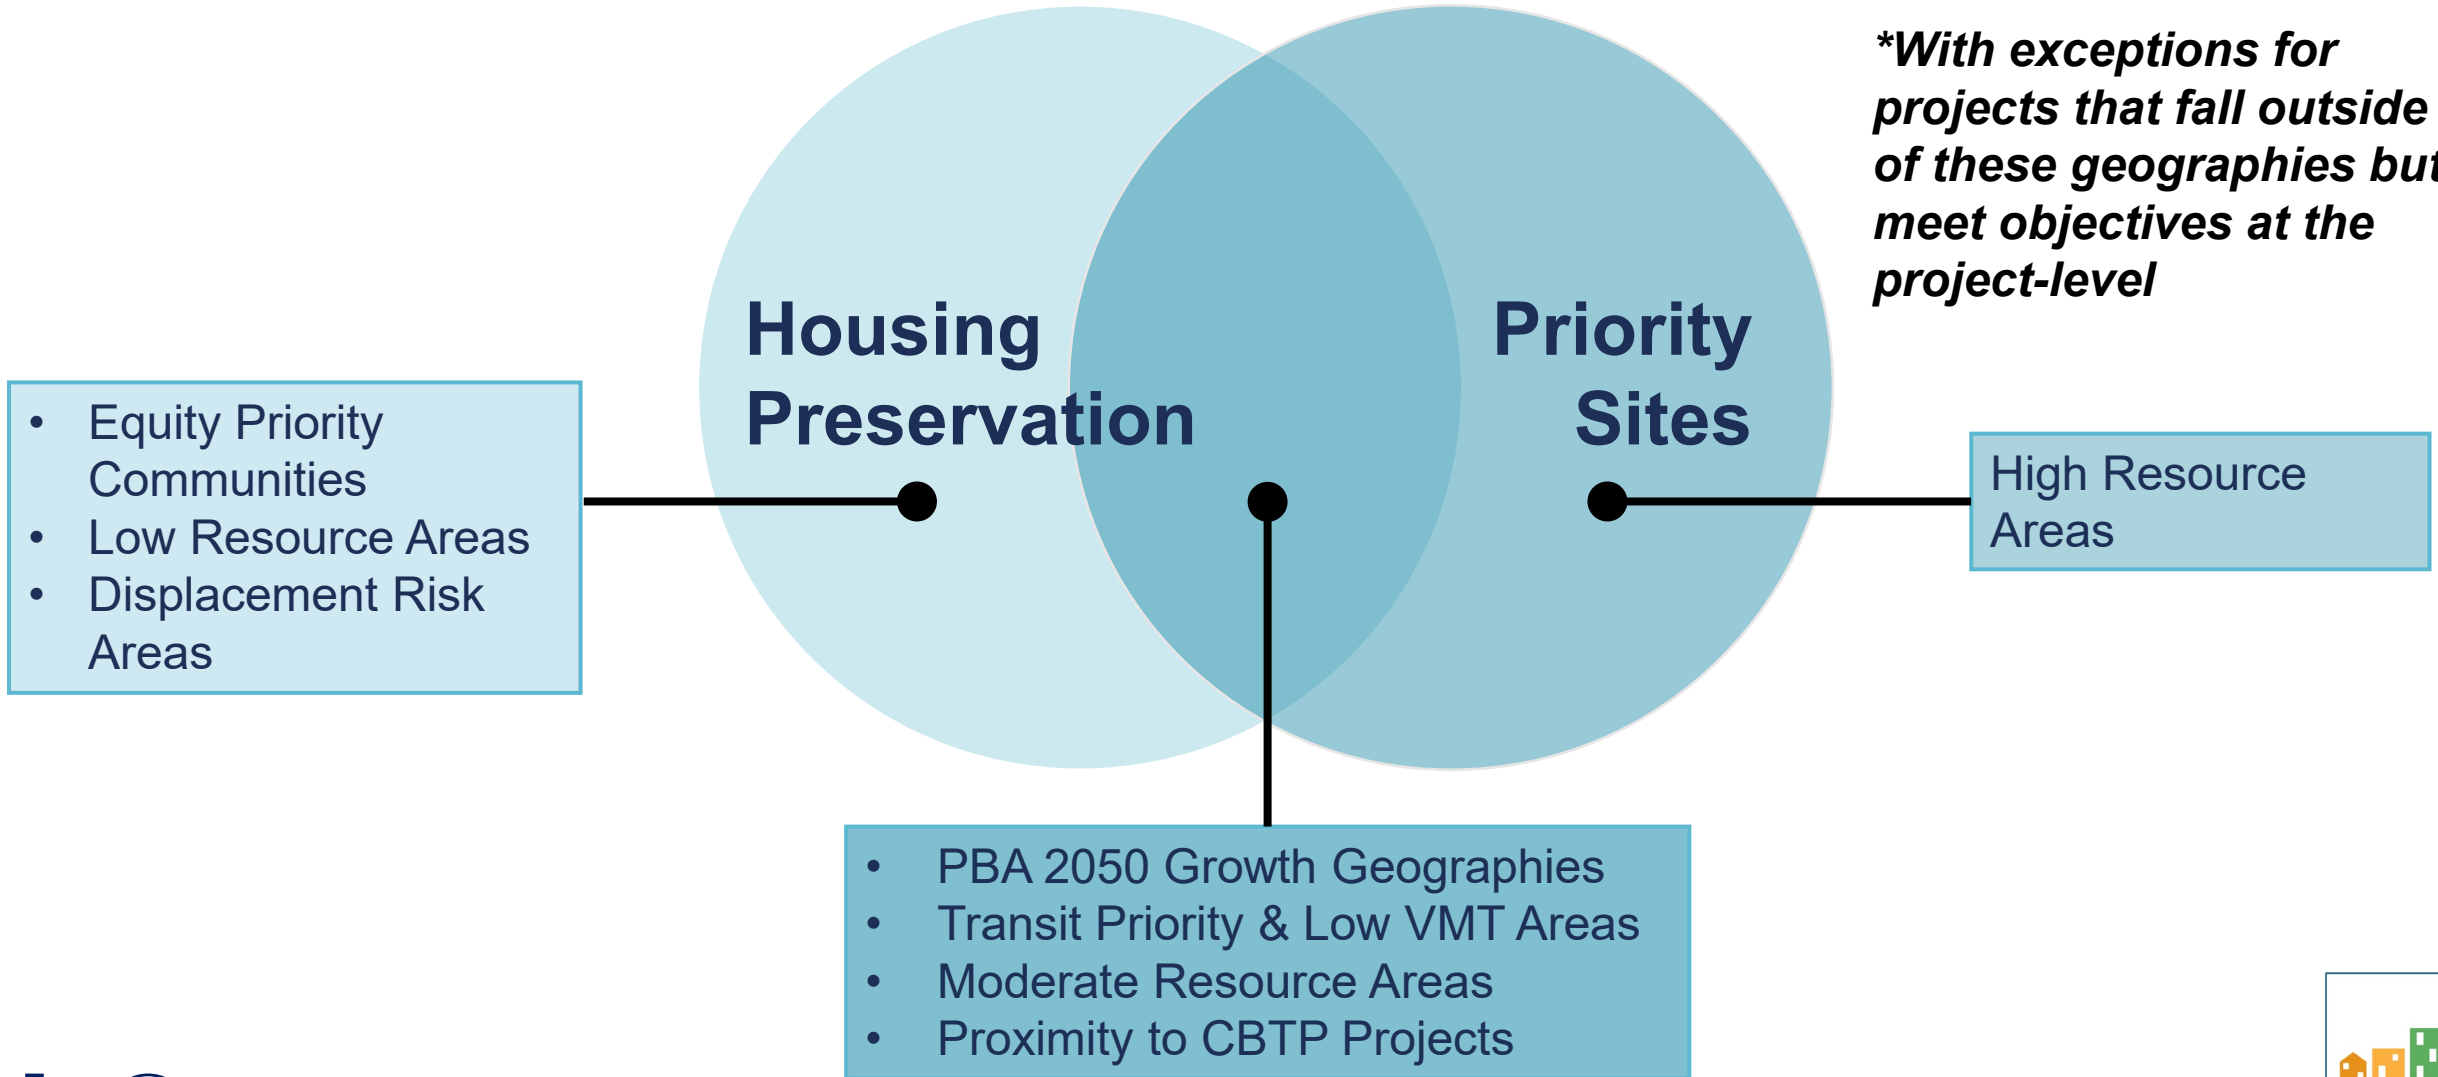 *With exceptions for
projects that fall outside
of these geographies but
meet objectives at the
project-level
Housing
Preservation
Priority
Sites
• Equity Priority
Communities
• Low Resource Areas
• Displacement Risk
Areas
High Resource
Areas
• PBA 2050 Growth Geographies
• Transit Priority & Low VMT Areas
• Moderate Resource Areas
• Proximity to CBTP Projects